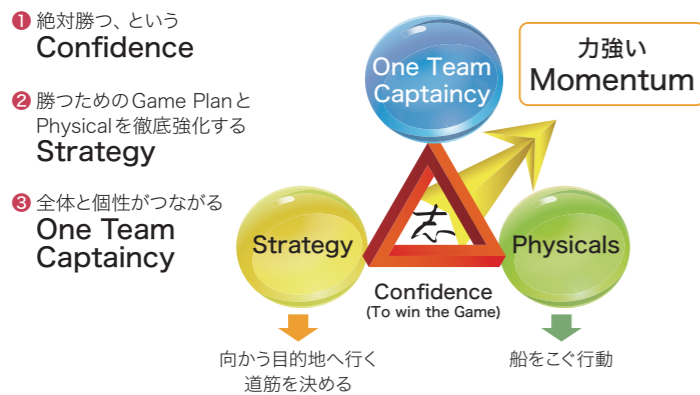 ❶ 絶対勝つ、という
Confidence
❷ 勝つためのGame Planと
Physicalを徹底強化する
Strategy
❸ 全体と個性がつながる
One Team
Captaincy
One Team
Captaincy
力強い
Momentum
志
Strategy
Physicals
Confidence
(To win the Game)
向かう目的地へ行く
道筋を決める
船をこぐ行動